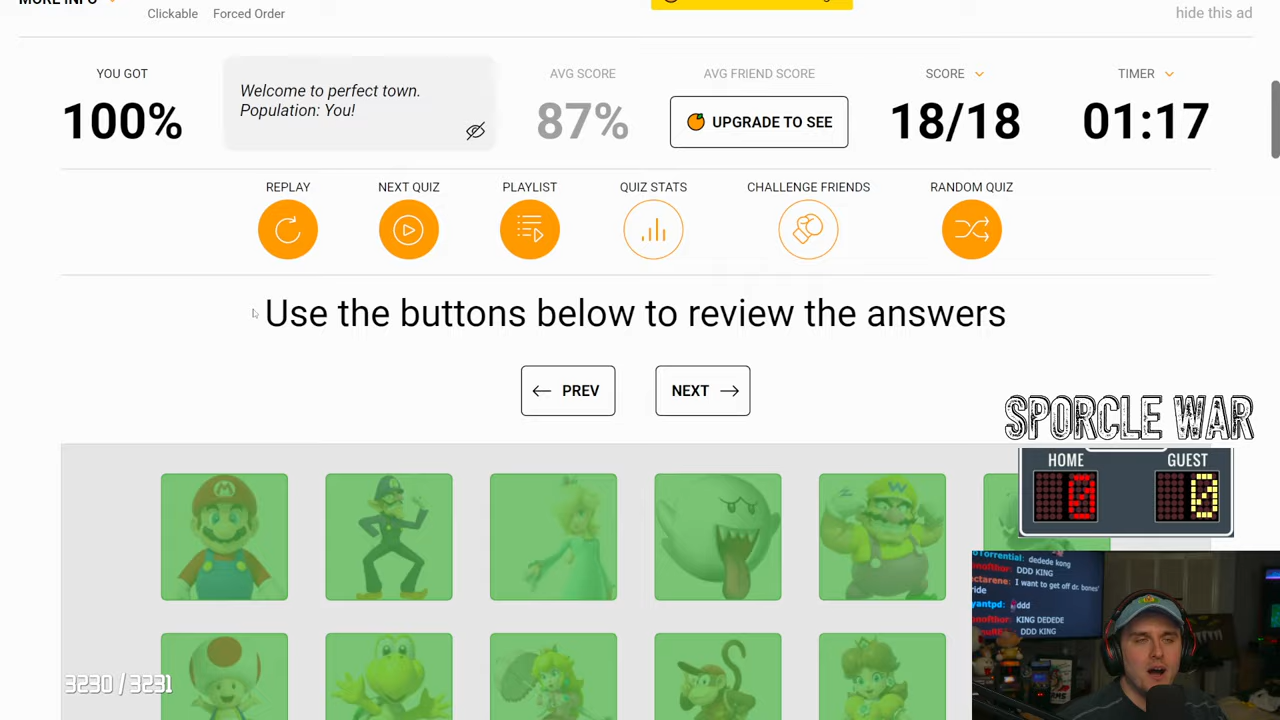 MORE INFO
Clickable Forced Order
hide this ad
YOU GOT
100%
Welcome to perfect town.
Population: You!
AVG SCORE
87%
AVG FRIEND SCORE
UPGRADE TO SEE
SCORE
18/18
TIMER
01:17
REPLAY
NEXT QUIZ
PLAYLIST
QUIZ STATS
CHALLENGE FRIENDS
RANDOM QUIZ
Use the buttons below to review the answers
PREV
NEXT
SPORCLE WAR
HOME
GUEST
0
0
dedede kong
DDD KING
I want to get off dr. bones'
ride
ddd
KING DEDEDE
DDD KING
3230 / 3231